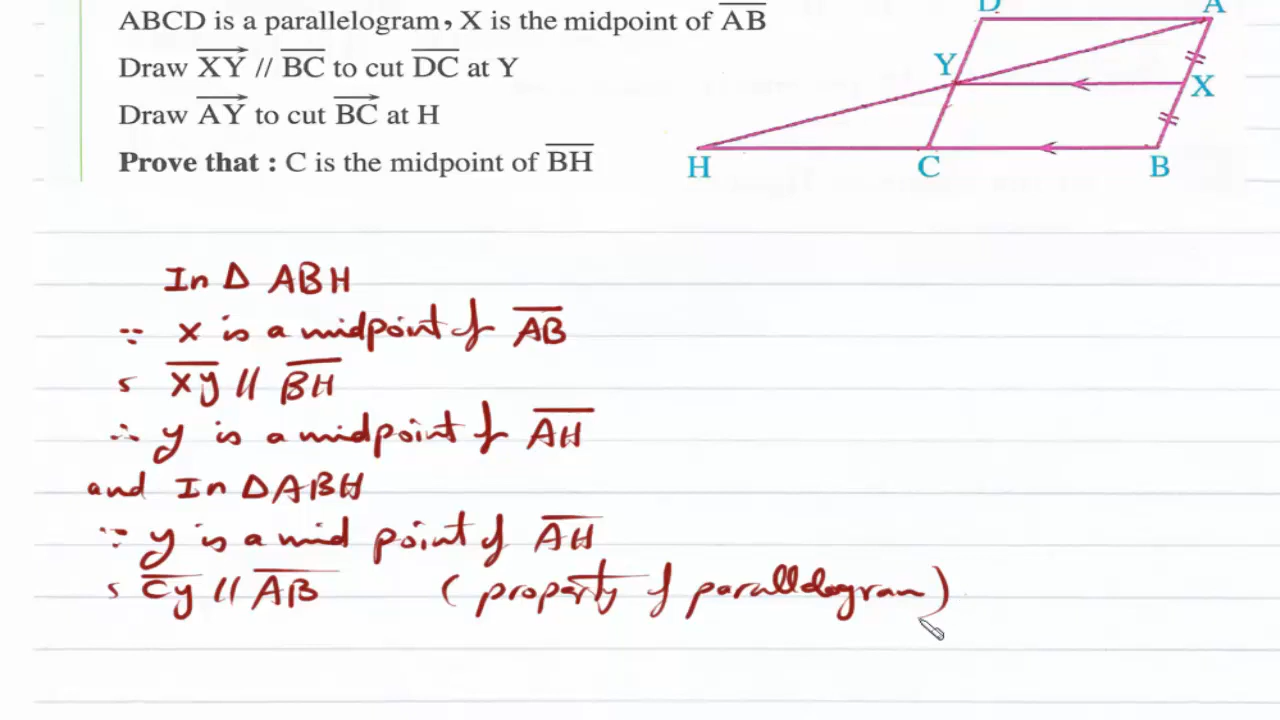 ABCD is a parallelogram, X is the midpoint of AB
Draw XY // BC to cut DC at Y
Draw AY to cut BC at H
Prove that : C is the midpoint of BH
D
A
Y
X
H
C
B
In Δ ABH
∵ X is a midpoint of AB
, XY // BH
∴ y is a midpoint of AH
and In Δ ABH
∵ y is a mid point of AH
, Cy // AB (property of parallelogram)